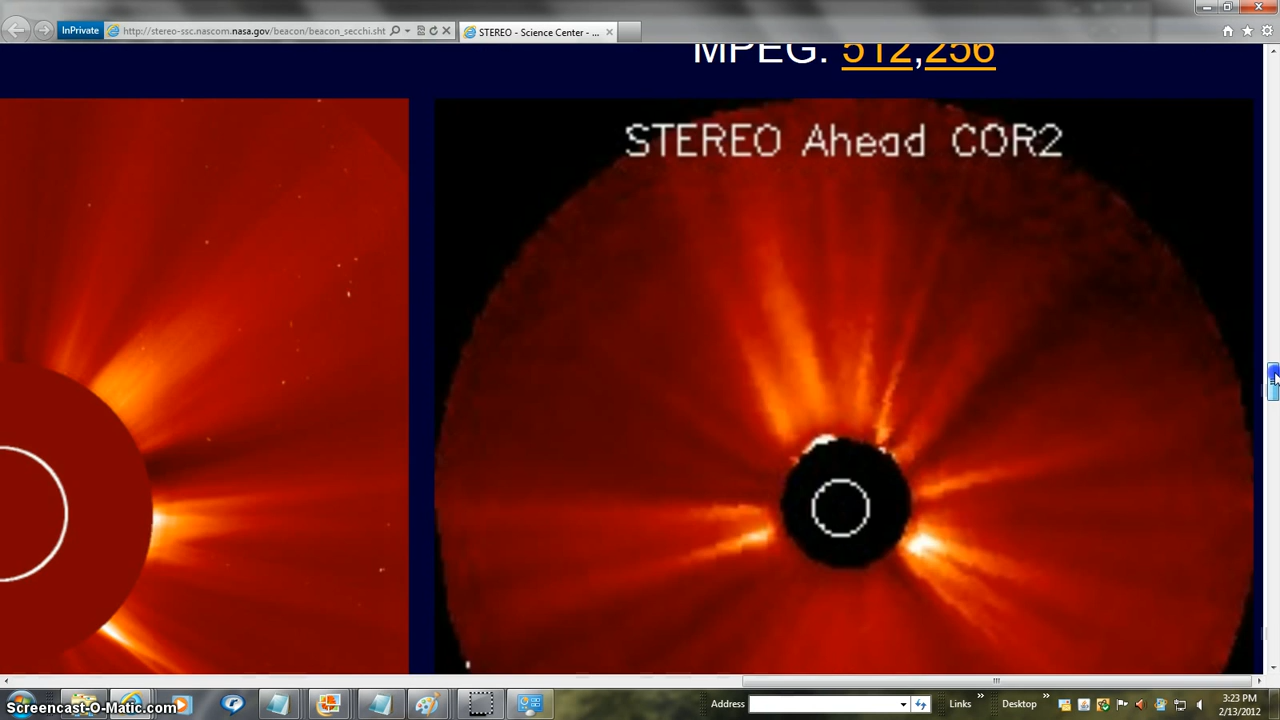 InPrivate
http://stereo-ssc.nascom.nasa.gov/beacon/beacon_secchi.sht
STEREO - Science Center - ...
MPEG: 512,256
STEREO Ahead COR2
Address
Links
»
Desktop
»
3:23 PM
2/13/2012
Screencast-O-Matic.com